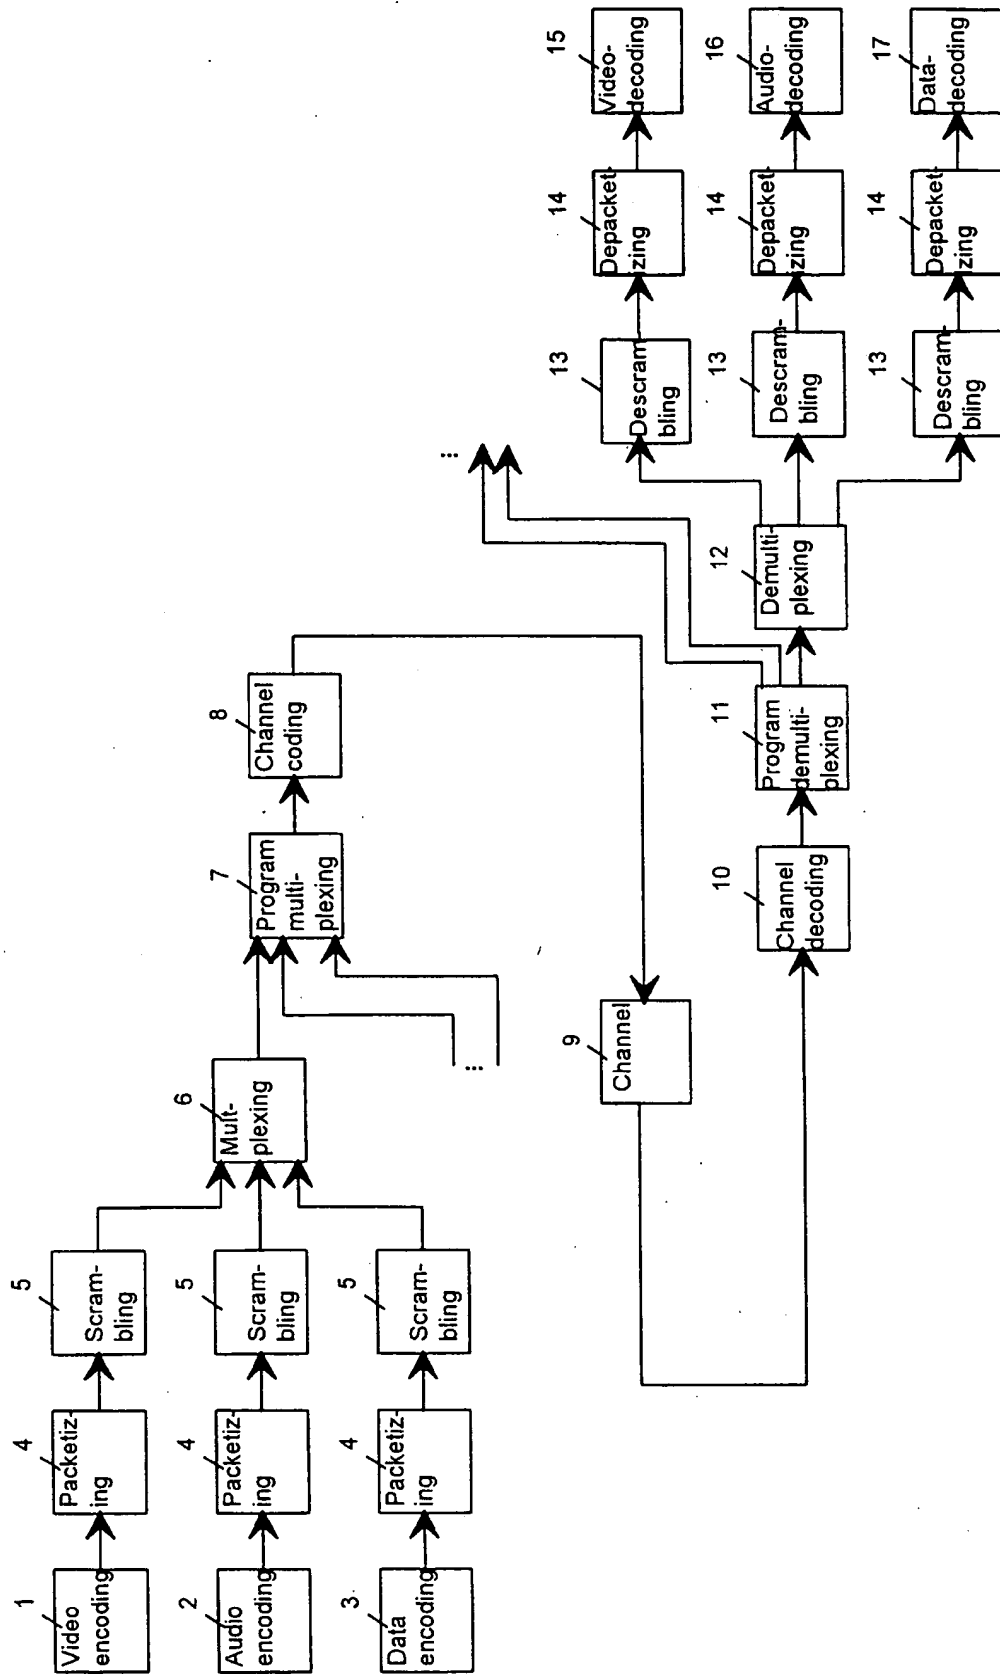 1
Video
encoding
4
Packetiz-
ing
5
Scram-
bling
2
Audio
encoding
4
Packetiz-
ing
5
Scram-
bling
3
Data
encoding
4
Packetiz-
ing
5
Scram-
bling
6
Mult-
plexing
...
7
Program
multi-
plexing
8
Channel
coding
9
Channel
10
Channel
decoding
11
Program
demulti-
plexing
...
12
Demulti-
plexing
13
Descram
bling
14
Depacket-
izing
15
Video-
decoding
13
Descram-
bling
14
Depacket-
izing
16
Audio-
decoding
13
Descram-
bling
14
Depacket-
izing
17
Data-
decoding